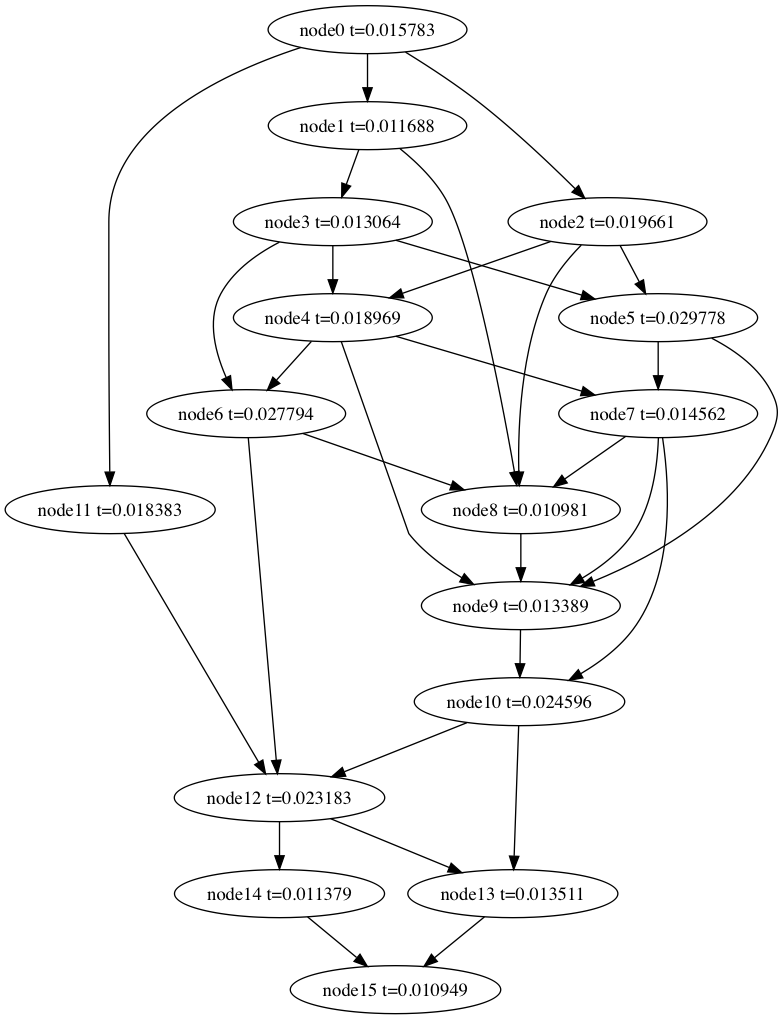 node0 t=0.015783
node1 t=0.011688
node3 t=0.013064
node2 t=0.019661
node4 t=0.018969
node5 t=0.029778
node6 t=0.027794
node7 t=0.014562
node11 t=0.018383
node8 t=0.010981
node9 t=0.013389
node10 t=0.024596
node12 t=0.023183
node14 t=0.011379
node13 t=0.013511
node15 t=0.010949